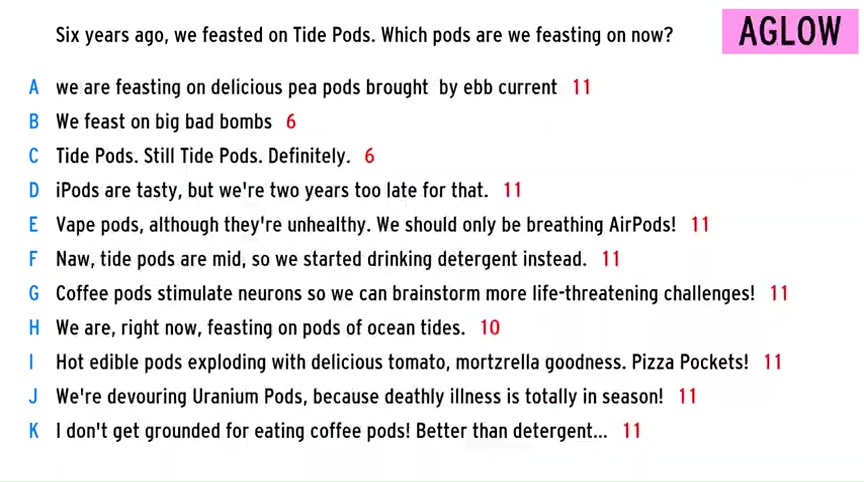 Six years ago, we feasted on Tide Pods. Which pods are we feasting on now?
AGLOW
A we are feasting on delicious pea pods brought by ebb current 11
B We feast on big bad bombs 6
C Tide Pods. Still Tide Pods. Definitely. 6
D iPods are tasty, but we're two years too late for that. 11
E Vape pods, although they're unhealthy. We should only be breathing AirPods! 11
F Naw, tide pods are mid, so we started drinking detergent instead. 11
G Coffee pods stimulate neurons so we can brainstorm more life-threatening challenges! 11
H We are, right now, feasting on pods of ocean tides. 10
I Hot edible pods exploding with delicious tomato, mortzrella goodness. Pizza Pockets! 11
J We're devouring Uranium Pods, because deathly illness is totally in season! 11
K I don't get grounded for eating coffee pods! Better than detergent... 11